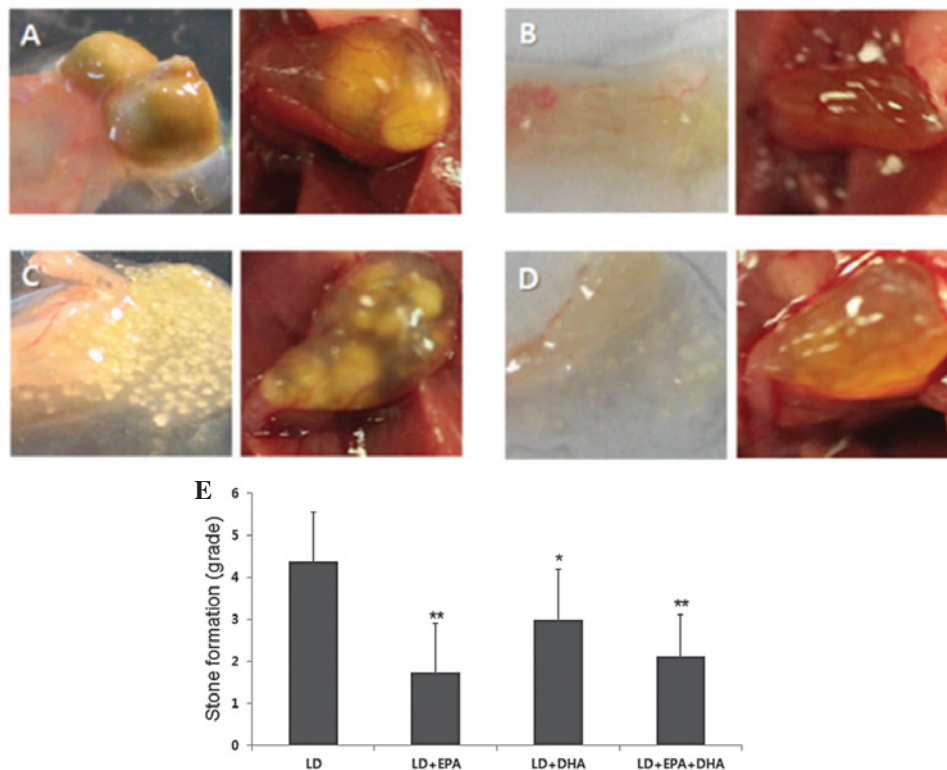 A
B
C
D
E
Stone formation (grade)
6
5
4
3
2
1
0
**
*
**
LD
LD+EPA
LD+DHA
LD+EPA+DHA